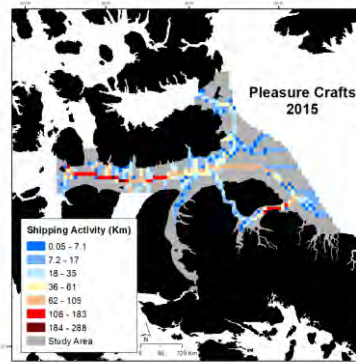 Pleasure Crafts
2015
Shipping Activity (Km)
0.05 - 7.1
7.2 - 17
18 - 35
36 - 61
62 - 105
106 - 183
184 - 288
Study Area
N